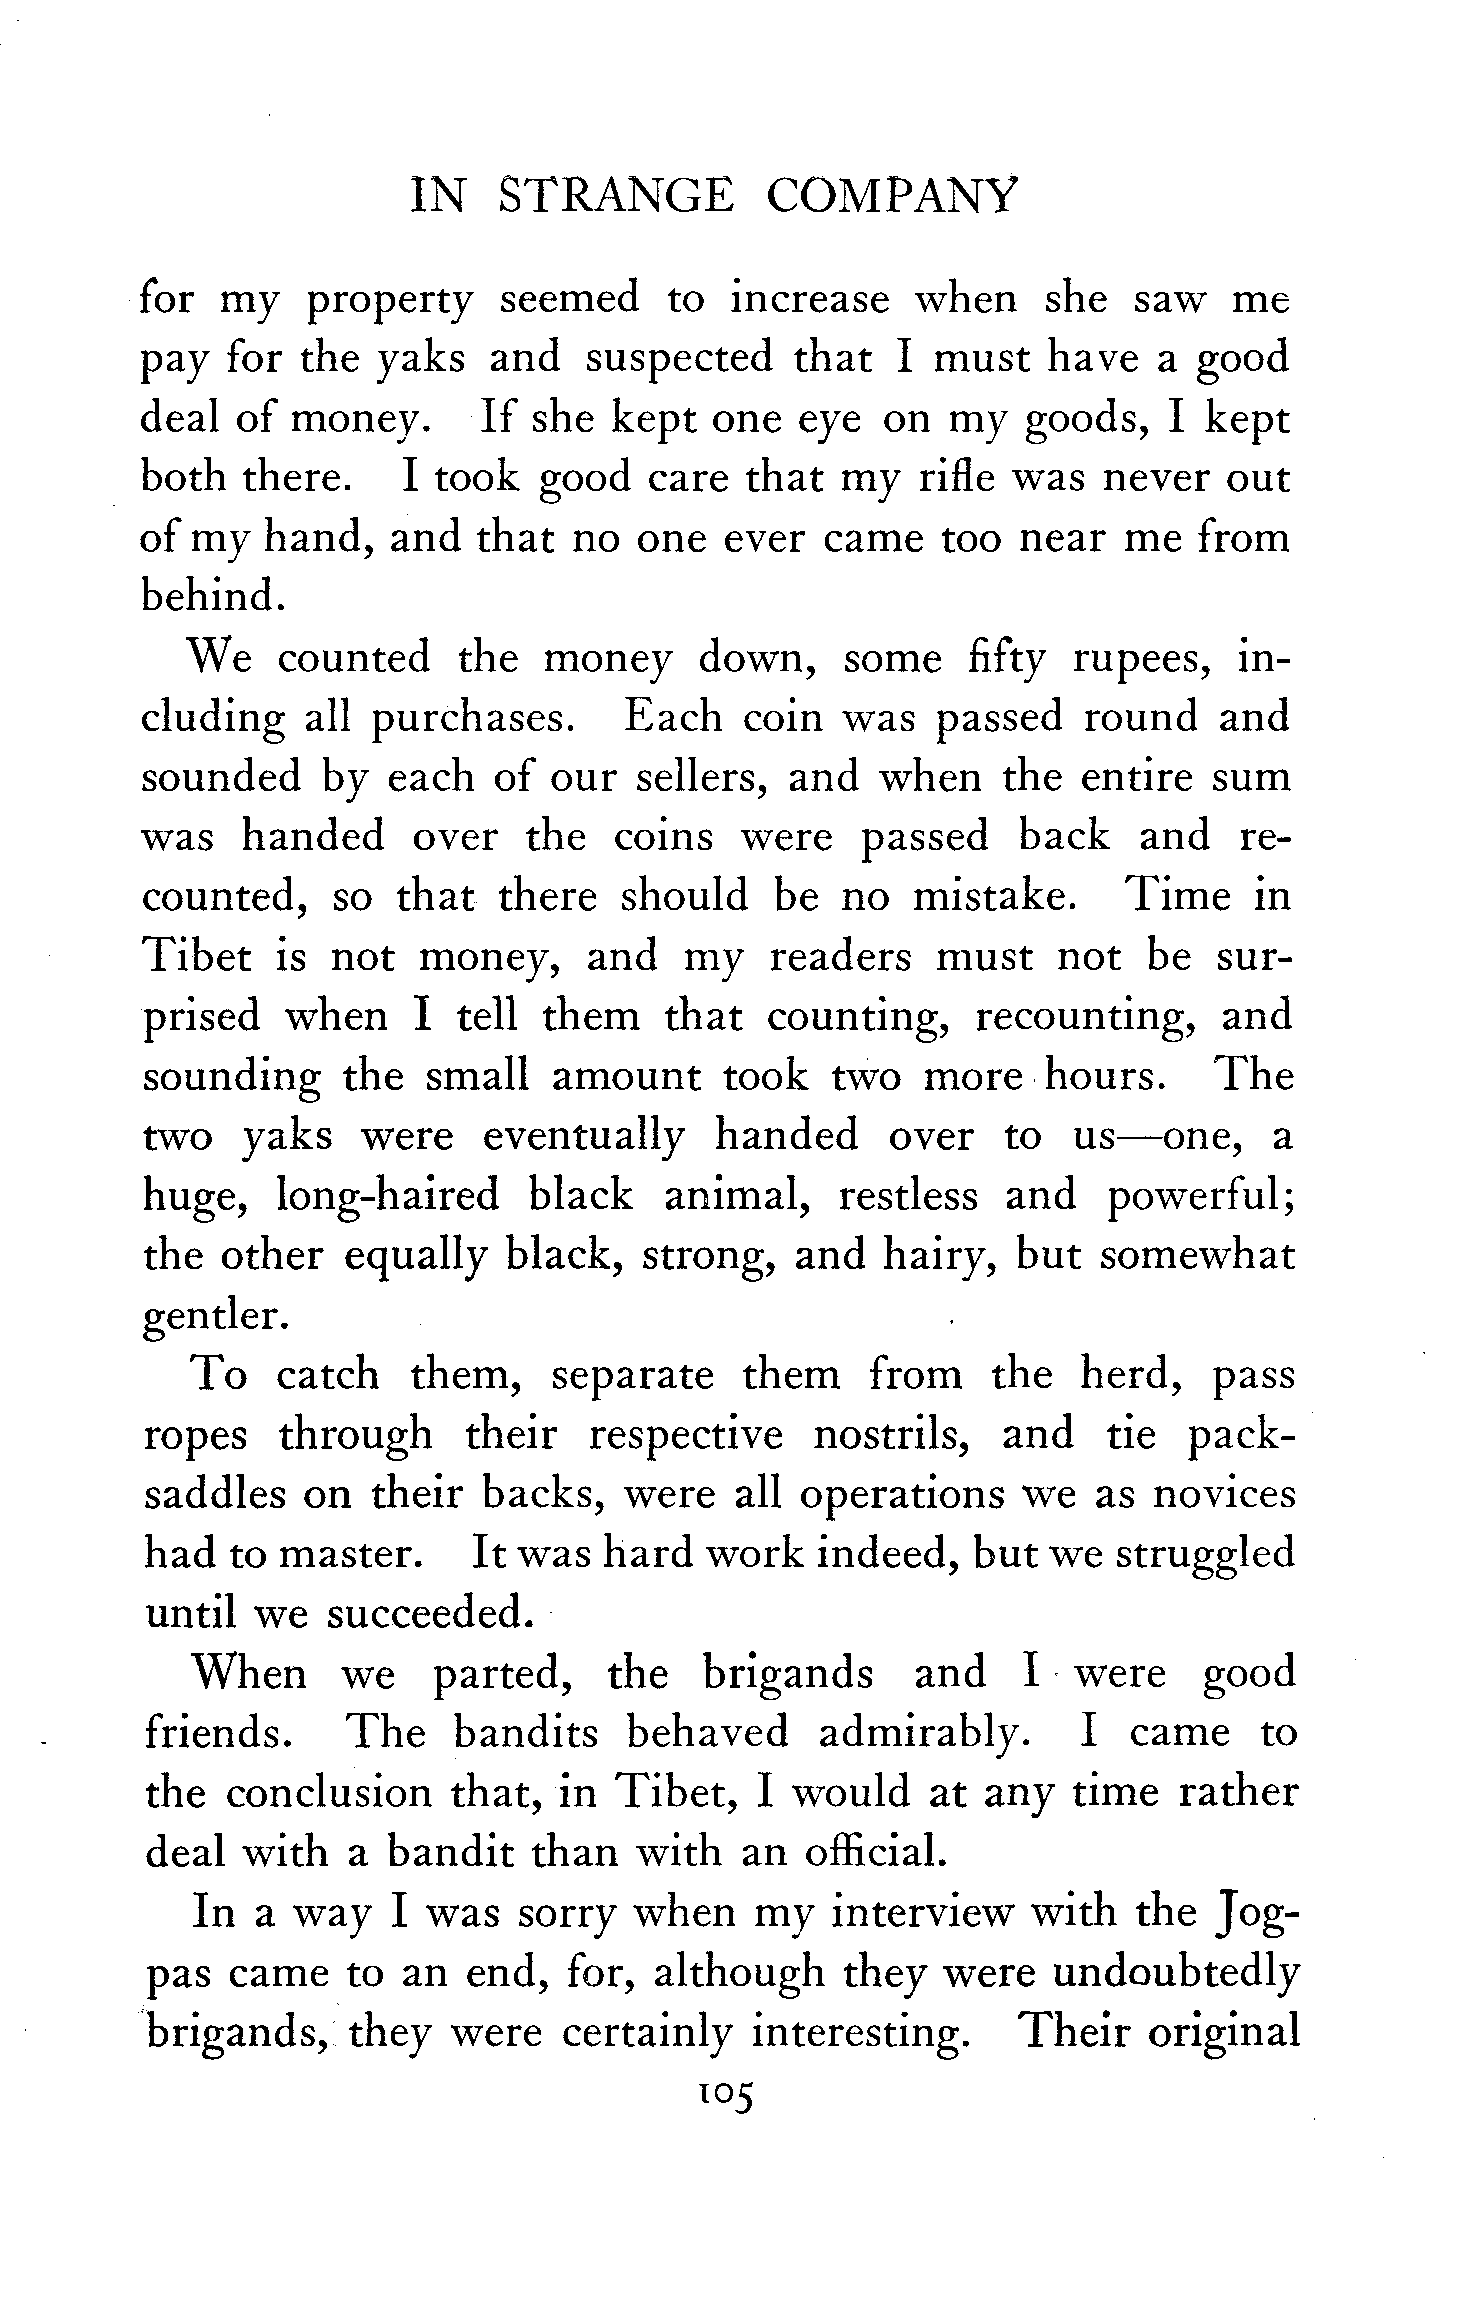 IN STRANGE COMPANY
for my property seemed to increase when she saw me
pay for the yaks and suspected that I must have a good
deal of money. If she kept one eye on my goods, I kept
both there. I took good care that my rifle was never out
of my hand, and that no one ever came too near me from
behind.
We counted the money down, some fifty rupees, in-
cluding all purchases. Each coin was passed round and
sounded by each of our sellers, and when the entire sum
was handed over the coins were passed back and re-
counted, so that there should be no mistake. Time in
Tibet is not money, and my readers must not be sur-
prised when I tell them that counting, recounting, and
sounding the small amount took two more hours. The
two yaks were eventually handed over to us—one, a
huge, long-haired black animal, restless and powerful;
the other equally black, strong, and hairy, but somewhat
gentler.
To catch them, separate them from the herd, pass
ropes through their respective nostrils, and tie pack-
saddles on their backs, were all operations we as novices
had to master. It was hard work indeed, but we struggled
until we succeeded.
When we parted, the brigands and I were good
friends. The bandits behaved admirably. I came to
the conclusion that, in Tibet, I would at any time rather
deal with a bandit than with an official.
In a way I was sorry when my interview with the Jog-
pas came to an end, for, although they were undoubtedly
brigands, they were certainly interesting. Their original
105